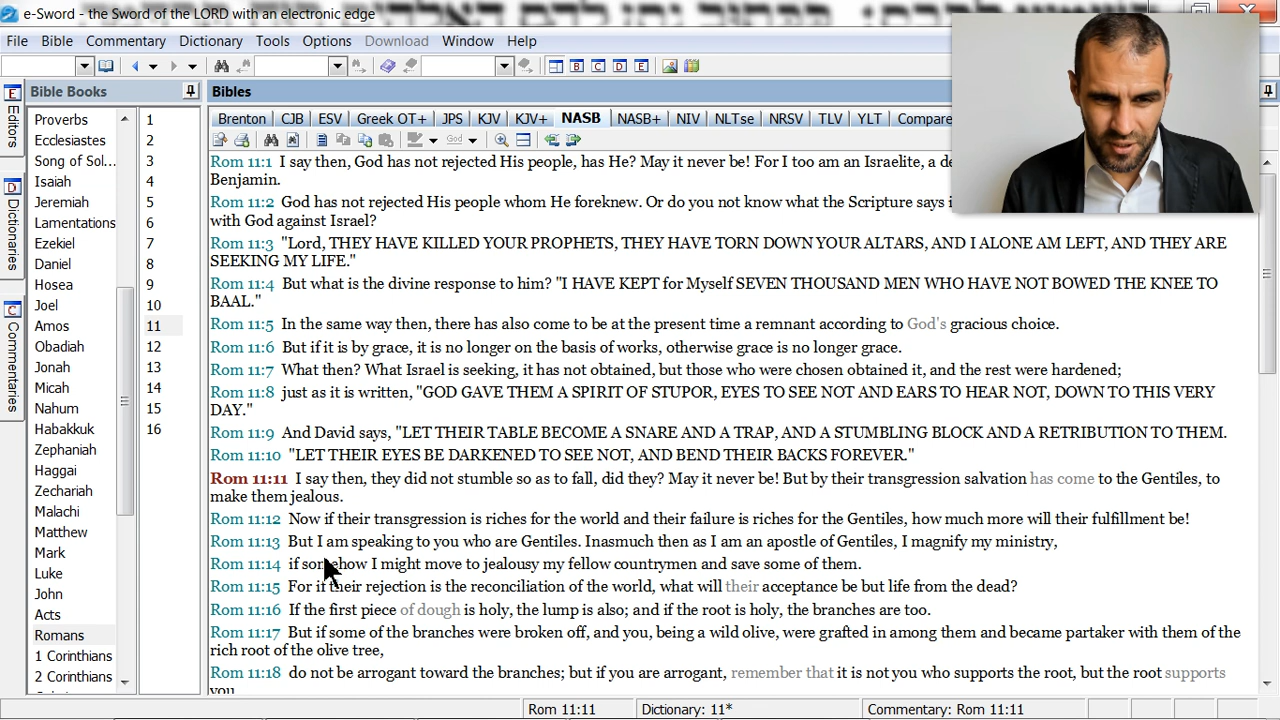 e-Sword - the Sword of the LORD with an electronic edge
File Bible Commentary Dictionary Tools Options Download Window Help
Bible Books
Bibles
Editors
Dictionaries
Commentaries
Proverbs
Ecclesiastes
Song of Sol...
Isaiah
Jeremiah
Lamentations
Ezekiel
Daniel
Hosea
Joel
Amos
Obadiah
Jonah
Micah
Nahum
Habakkuk
Zephaniah
Haggai
Zechariah
Malachi
Matthew
Mark
Luke
John
Acts
Romans
1 Corinthians
2 Corinthians
1
2
3
4
5
6
7
8
9
10
11
12
13
14
15
16
Brenton CJB ESV Greek OT+ JPS KJV KJV+ NASB NASB+ NIV NLTse NRSV TLV YLT Compare
Rom 11:1 I say then, God has not rejected His people, has He? May it never be! For I too am an Israelite, a
Benjamin.
Rom 11:2 God has not rejected His people whom He foreknew. Or do you not know what the Scripture says
with God against Israel?
Rom 11:3 "Lord, THEY HAVE KILLED YOUR PROPHETS, THEY HAVE TORN DOWN YOUR ALTARS, AND I ALONE AM LEFT, AND THEY ARE
SEEKING MY LIFE."
Rom 11:4 But what is the divine response to him? "I HAVE KEPT for Myself SEVEN THOUSAND MEN WHO HAVE NOT BOWED THE KNEE TO
BAAL."
Rom 11:5 In the same way then, there has also come to be at the present time a remnant according to God's gracious choice.
Rom 11:6 But if it is by grace, it is no longer on the basis of works, otherwise grace is no longer grace.
Rom 11:7 What then? What Israel is seeking, it has not obtained, but those who were chosen obtained it, and the rest were hardened;
Rom 11:8 just as it is written, "GOD GAVE THEM A SPIRIT OF STUPOR, EYES TO SEE NOT AND EARS TO HEAR NOT, DOWN TO THIS VERY
DAY."
Rom 11:9 And David says, "LET THEIR TABLE BECOME A SNARE AND A TRAP, AND A STUMBLING BLOCK AND A RETRIBUTION TO THEM.
Rom 11:10 "LET THEIR EYES BE DARKENED TO SEE NOT, AND BEND THEIR BACKS FOREVER."
Rom 11:11 I say then, they did not stumble so as to fall, did they? May it never be! But by their transgression salvation has come to the Gentiles, to
make them jealous.
Rom 11:12 Now if their transgression is riches for the world and their failure is riches for the Gentiles, how much more will their fulfillment be!
Rom 11:13 But I am speaking to you who are Gentiles. Inasmuch then as I am an apostle of Gentiles, I magnify my ministry,
Rom 11:14 if somehow I might move to jealousy my fellow countrymen and save some of them.
Rom 11:15 For if their rejection is the reconciliation of the world, what will their acceptance be but life from the dead?
Rom 11:16 If the first piece of dough is holy, the lump is also; and if the root is holy, the branches are too.
Rom 11:17 But if some of the branches were broken off, and you, being a wild olive, were grafted in among them and became partaker with them of the
rich root of the olive tree,
Rom 11:18 do not be arrogant toward the branches; but if you are arrogant, remember that it is not you who supports the root, but the root supports
you
Rom 11:11 Dictionary: 11* Commentary: Rom 11:11